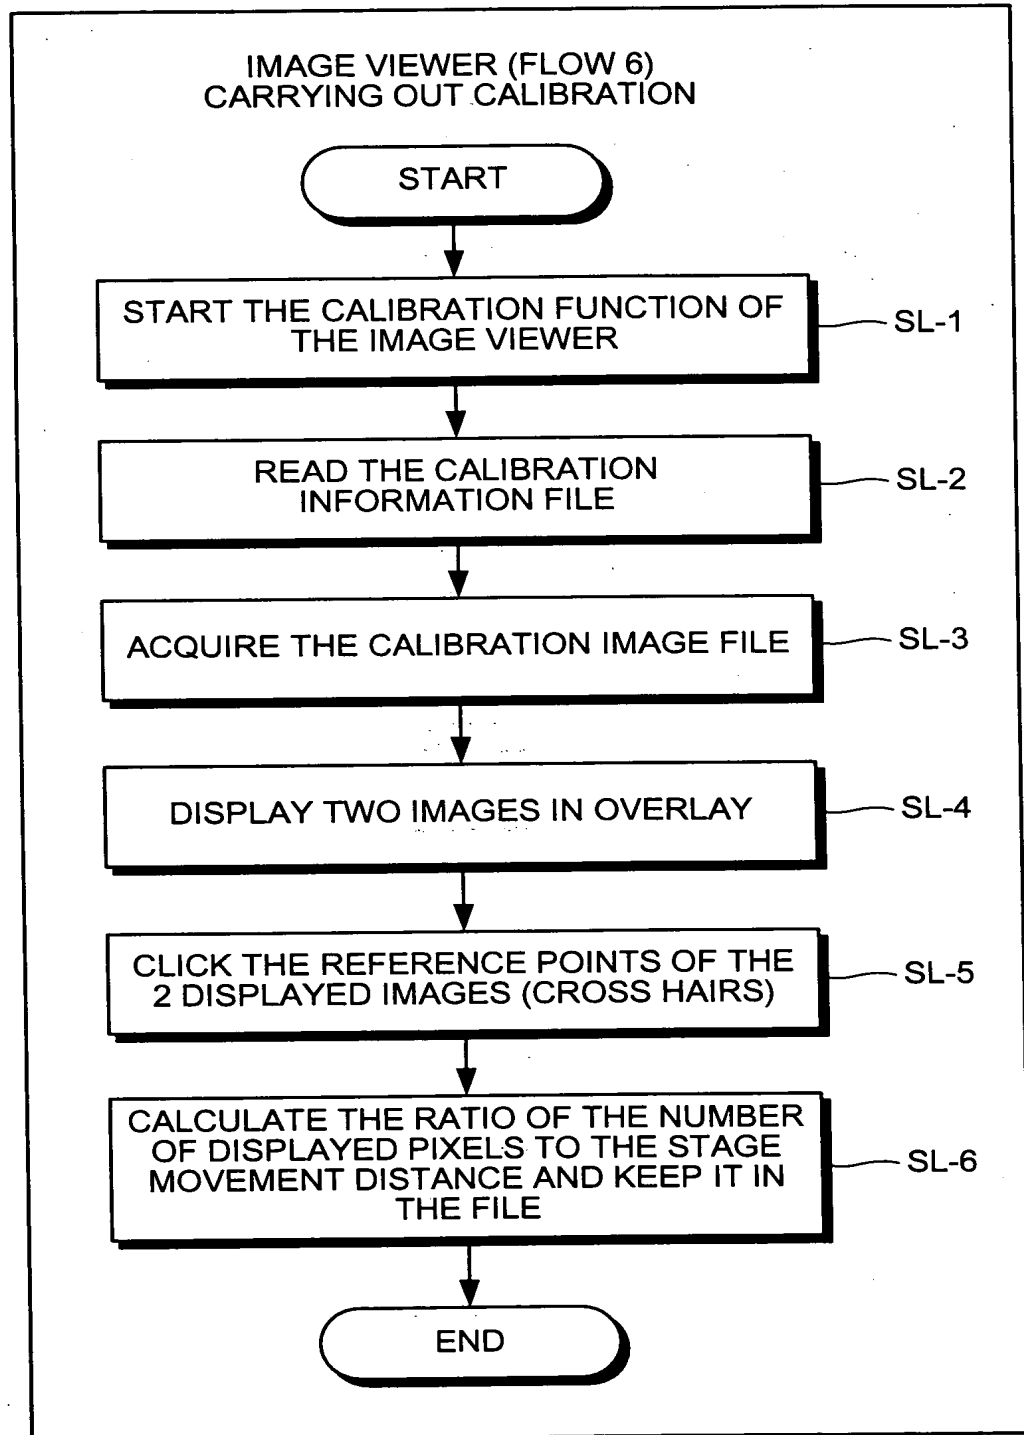 IMAGE VIEWER (FLOW 6)
CARRYING OUT CALIBRATION
START
START THE CALIBRATION FUNCTION OF
THE IMAGE VIEWER
SL-1
READ THE CALIBRATION
INFORMATION FILE
SL-2
ACQUIRE THE CALIBRATION IMAGE FILE
SL-3
DISPLAY TWO IMAGES IN OVERLAY
SL-4
CLICK THE REFERENCE POINTS OF THE
2 DISPLAYED IMAGES (CROSS HAIRS)
SL-5
CALCULATE THE RATIO OF THE NUMBER
OF DISPLAYED PIXELS TO THE STAGE
MOVEMENT DISTANCE AND KEEP IT IN
THE FILE
SL-6
END